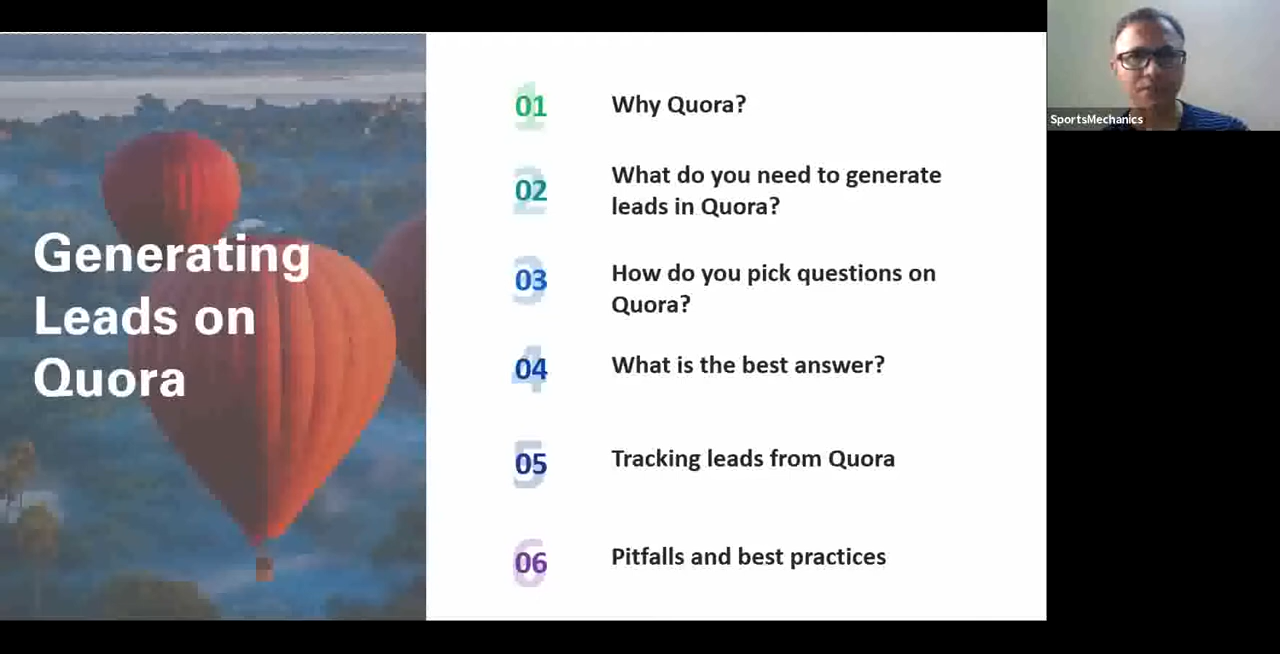 Generating
Leads on
Quora
01 Why Quora?
02 What do you need to generate
leads in Quora?
03 How do you pick questions on
Quora?
04 What is the best answer?
05 Tracking leads from Quora
06 Pitfalls and best practices
SportsMechanics